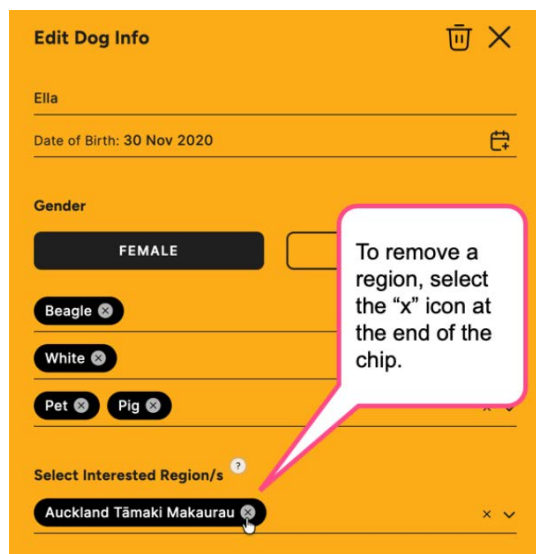 Edit Dog Info
Ella
Date of Birth: 30 Nov 2020
Gender
FEMALE
To remove a
region, select
the “x” icon at
the end of the
chip.
Beagle
White
Pet Pig
Select Interested Region/s ?
Auckland Tāmaki Makaurau